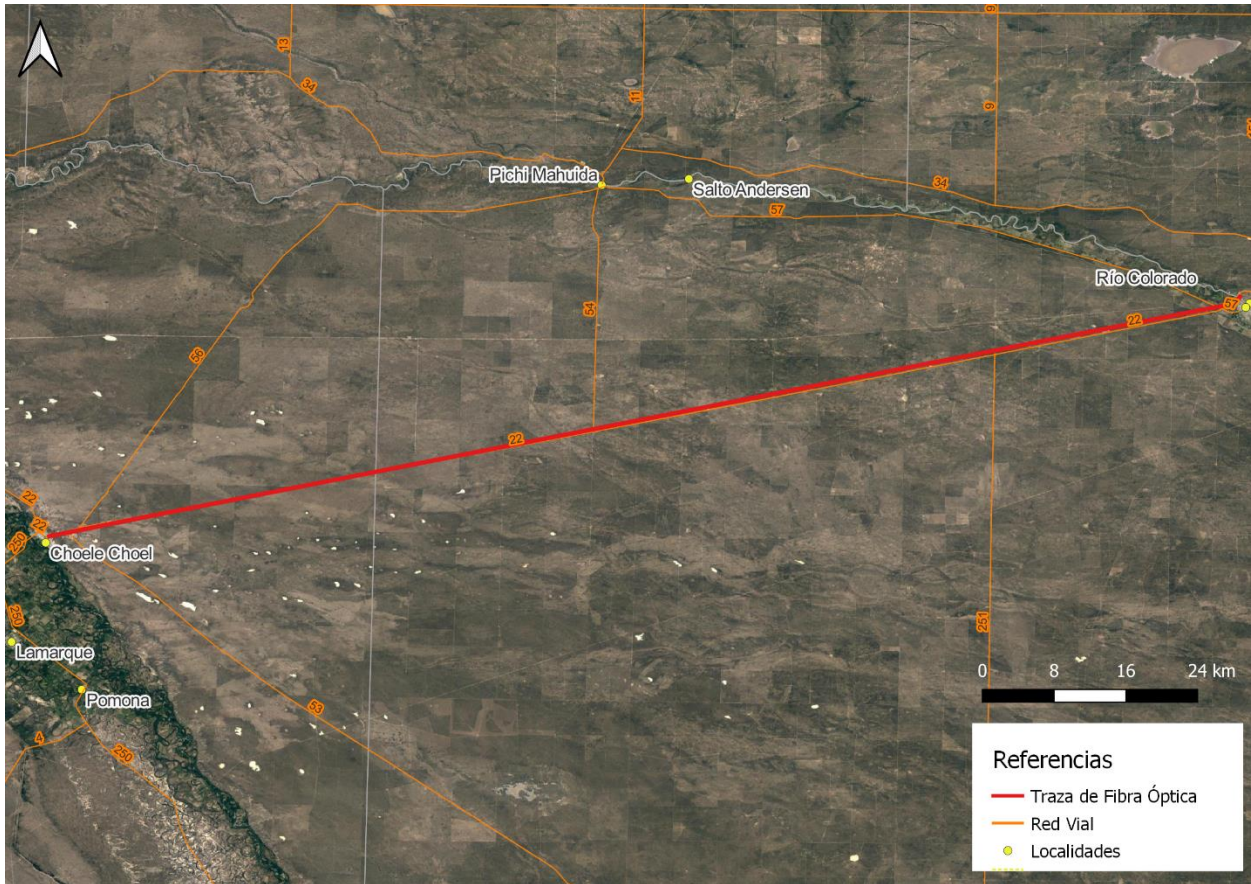 9
13
34
11
9
Pichi Mahuida
Salto Andersen
34
57
Río Colorado
57
22
54
56
22
22
22
250
Choele Choel
250
251
Lamarque
0 8 16 24 km
Pomona
53
4
250
Referencias
Traza de Fibra Óptica
Red Vial
Localidades